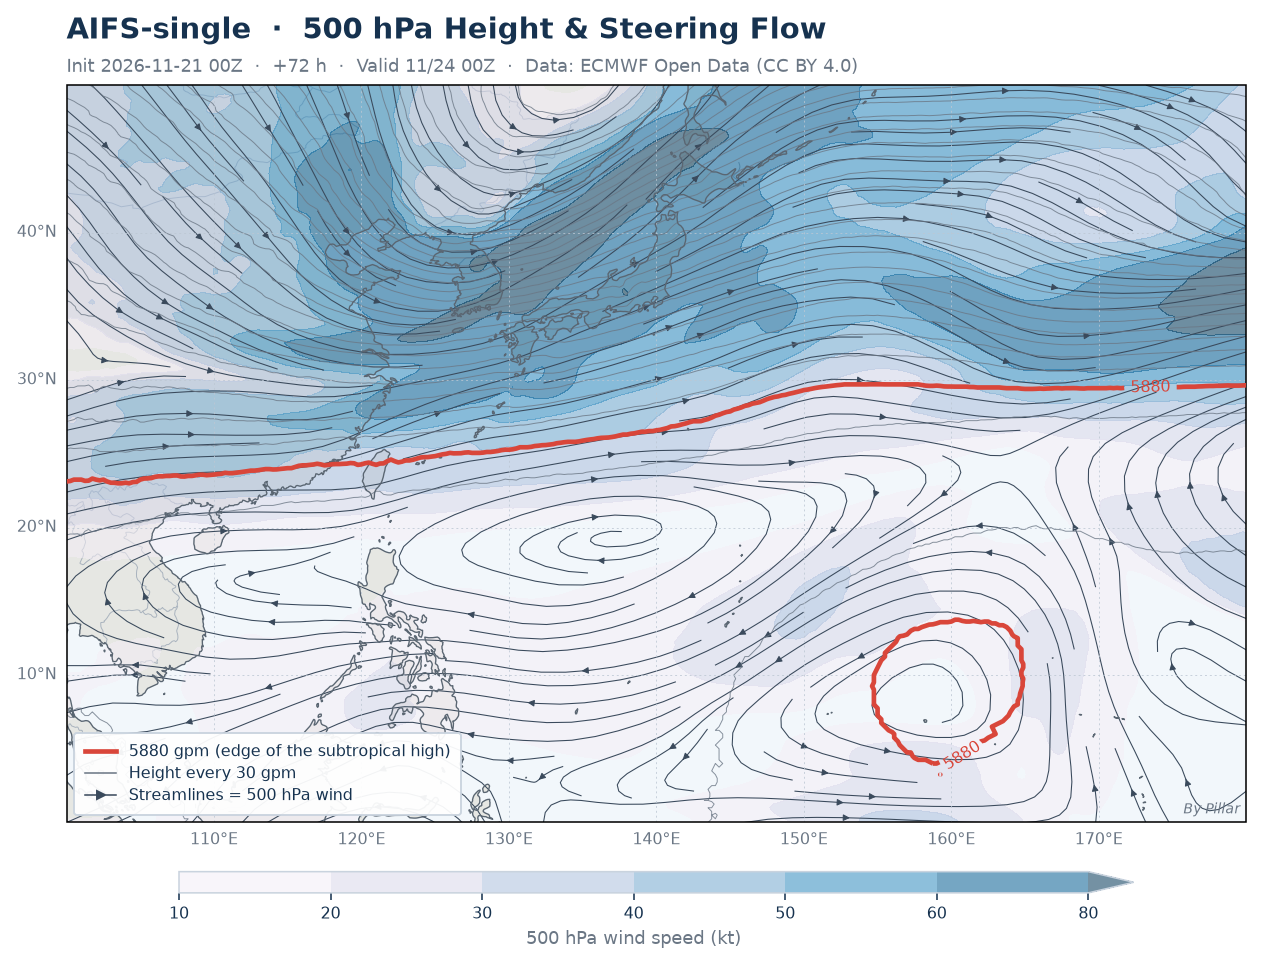 AIFS-single · 500 hPa Height & Steering Flow
Init 2026-11-21 00Z · +72 h · Valid 11/24 00Z · Data: ECMWF Open Data (CC BY 4.0)
40°N
30°N
20°N
10°N
5880
5880
5880 gpm (edge of the subtropical high)
Height every 30 gpm
Streamlines = 500 hPa wind
By Pillar
110°E 120°E 130°E 140°E 150°E 160°E 170°E
10 20 30 40 50 60 80
500 hPa wind speed (kt)